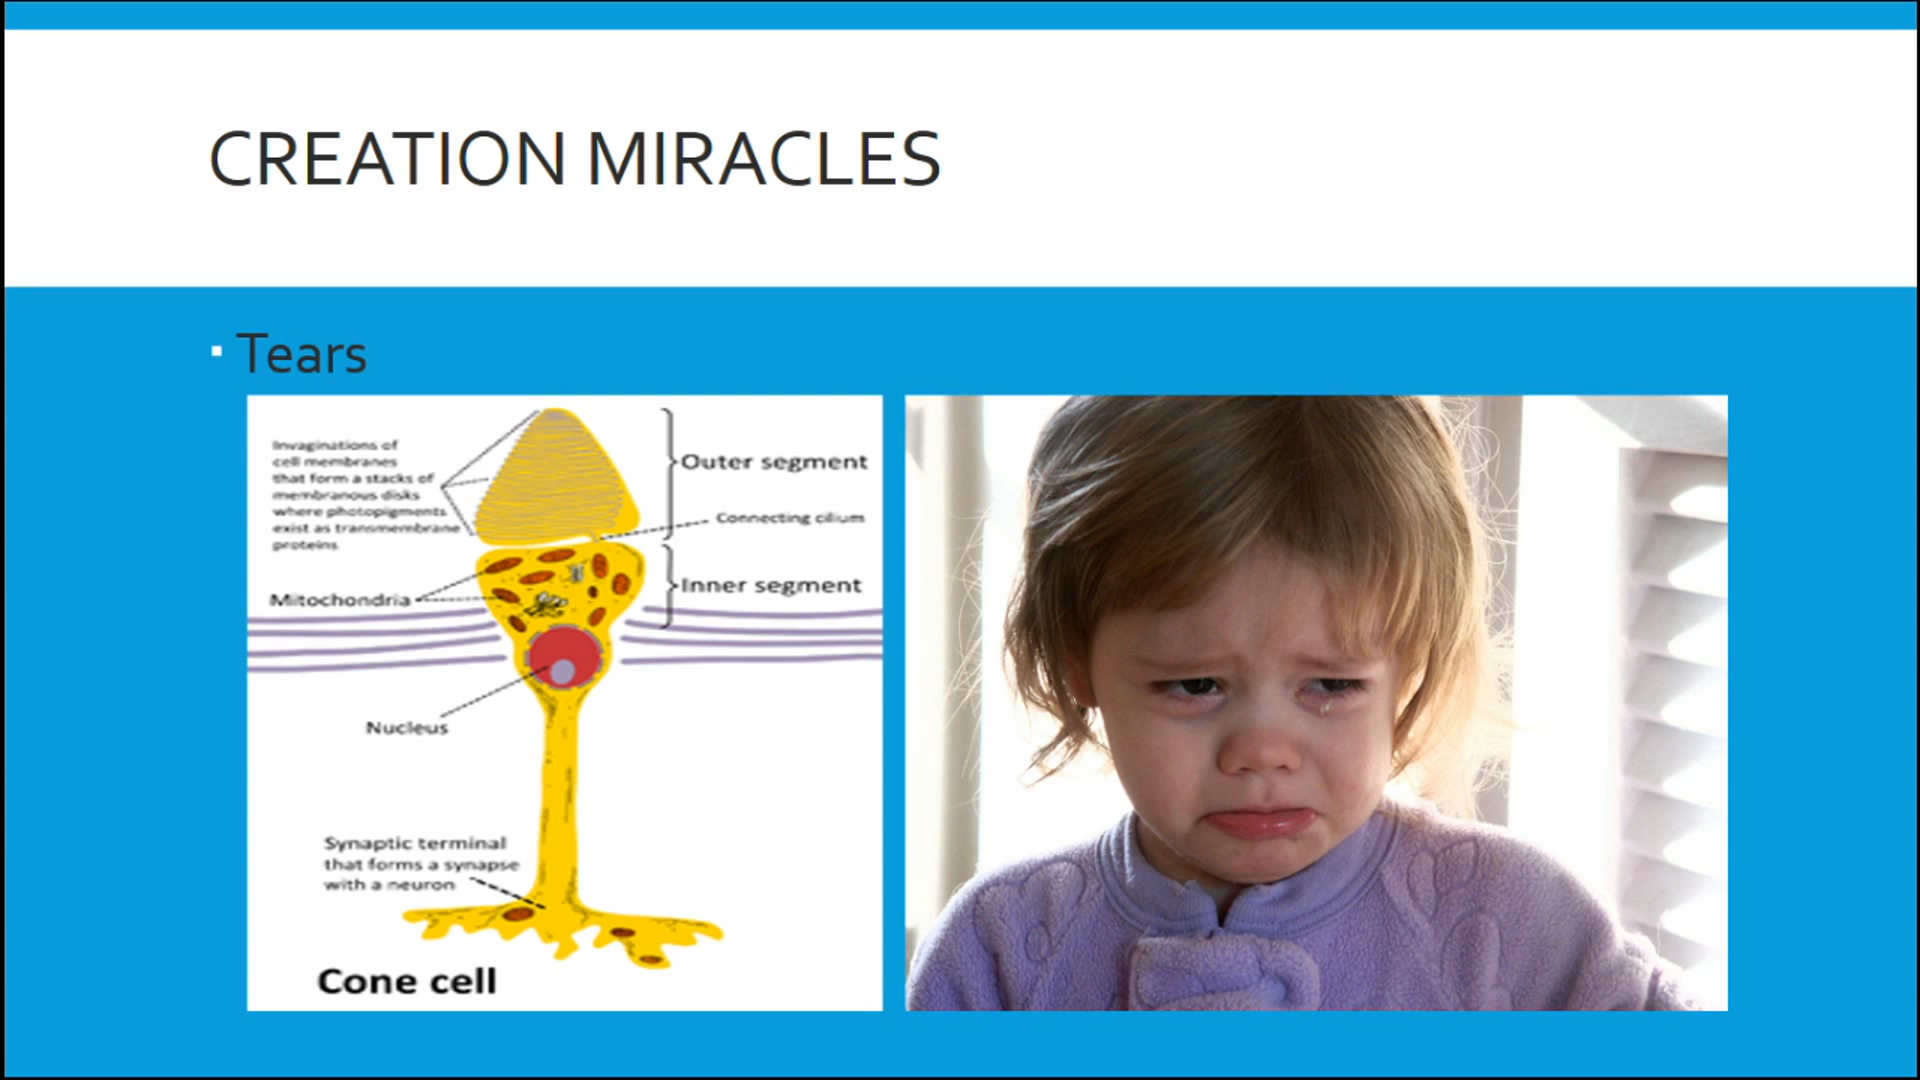 CREATION MIRACLES
Tears
Invaginations of
cell membranes
that form a stacks of
membranous disks
where photopigments
exist as transmembrane
proteins
Outer segment
Connecting cilium
Inner segment
Mitochondria
Nucleus
Synaptic terminal
that forms a synapse
with a neuron
Cone cell